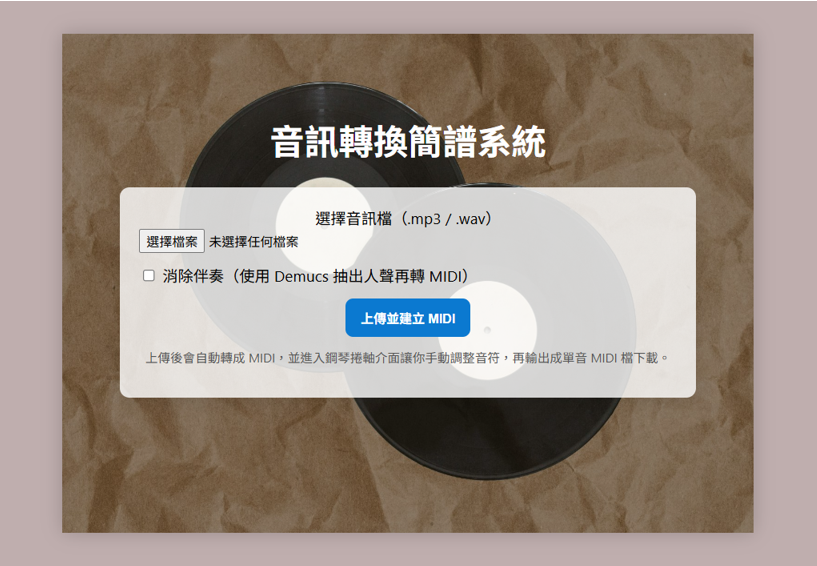 音訊轉換簡譜系統
選擇音訊檔（.mp3 / .wav）
選擇檔案 未選擇任何檔案
消除伴奏（使用 Demucs 抽出人聲再轉 MIDI）
上傳並建立 MIDI
上傳後會自動轉成 MIDI，並進入鋼琴捲軸介面讓你手動調整音符，再輸出成單音 MIDI 檔下載。